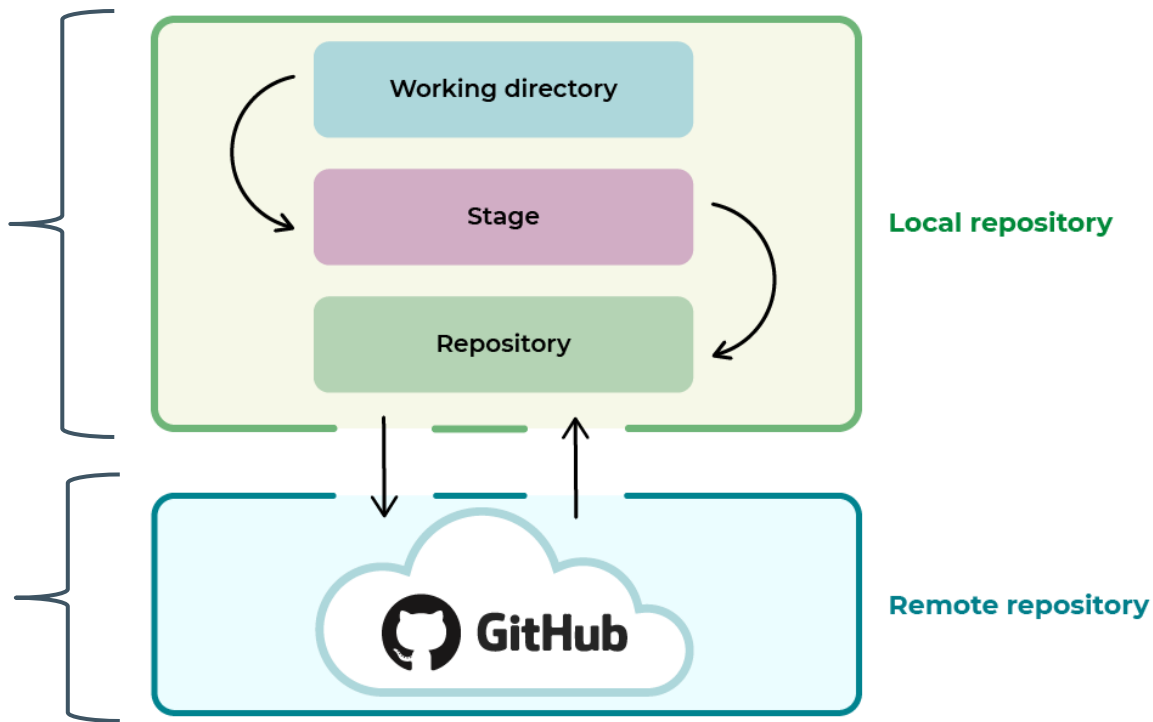 Working directory
Stage
Local repository
Repository
Remote repository
GitHub